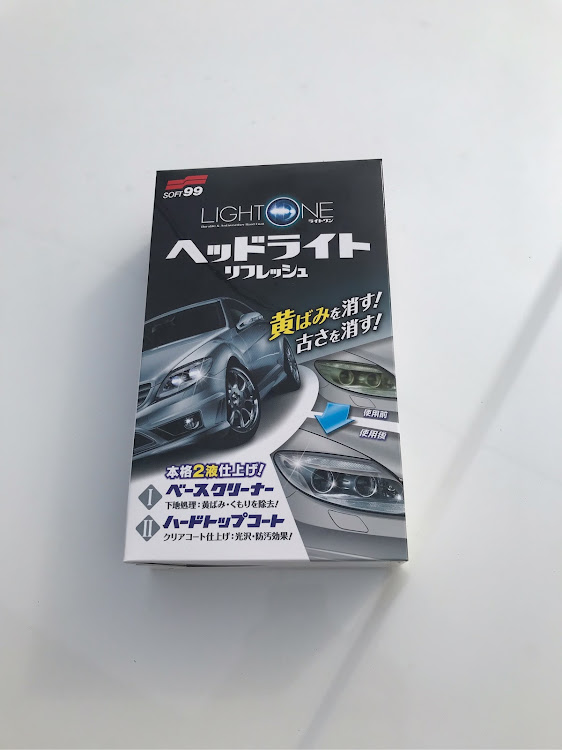 SOFT99
LIGHT ONE
ライトワン
ヘッドライト
リフレッシュ
黄ばみを消す!
古さを消す!
使用前
使用後
本格2液仕上げ!
I ベースクリーナー
下地処理:黄ばみ・くもりを除去!
II ハードトップコート
クリアコート仕上げ:光沢・防汚効果!